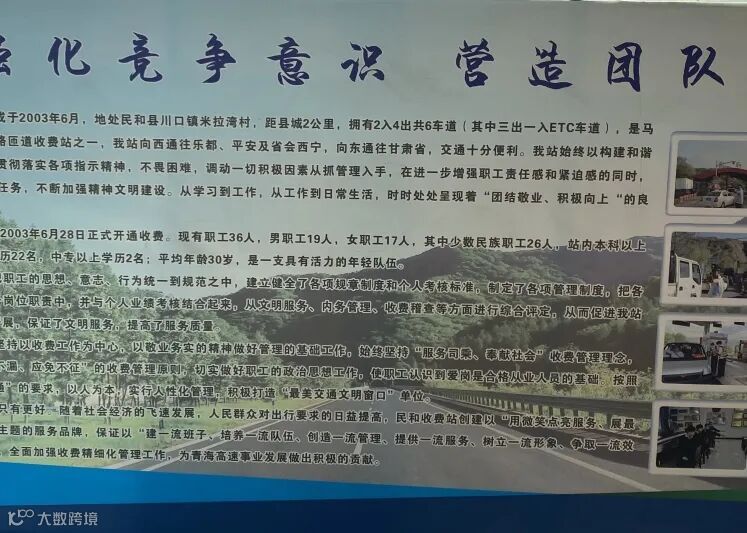 化竞争意识 营造团队
成于2003年6月，地处民和县川口镇米拉湾村，距县城2公里，拥有2入4出共6车道（其中三出一入ETC车道），是马
路匝道收费站之一，我站向西通往乐都、平安及省会西宁，向东通往甘肃省，交通十分便利。我站始终以构建和谐
贯彻落实各项指示精神，不畏困难，调动一切积极因素从抓管理入手，在进一步增强职工责任感和紧迫感的同时，
任务，不断加强精神文明建设。从学习到工作，从工作到日常生活，时时处处呈现着“团结敬业、积极向上“的良
2003年6月28日正式开通收费。现有职工36人，男职工19人，女职工17人，其中少数民族职工26人，站内本科以上
历22名，中专以上学历2名；平均年龄30岁，是一支具有活力的年轻队伍。
职工的思想、意志、行为统一到规范之中，建立健全了各项规章制度和个人考核标准，制定了各项管理制度，把各
岗位职责中，并与个人业绩考核结合起来，从文明服务、内务管理、收费稽查等方面进行综合评定，从而促进我站
展，保证了文明服务，提高了服务质量。
坚持以收费工作为中心，以敬业务实的精神做好管理的基础工作，始终坚持“服务司乘、奉献社会”收费管理理念，
不漏、应免不征”的收费管理原则，切实做好职工的政治思想工作，使职工认识到爱岗是合格从业人员的基础，按照
”的要求，以人为本，实行人性化管理，积极打造“最美交通文明窗口”单位。
只有更好”随着社会经济的飞速发展，人民群众对出行要求的日益提高，民和收费站创建以“用微笑点亮服务、展最
主题的服务品牌，保证以“建一流班子、培养一流队伍、创造一流管理、提供一流服务、树立一流形象、争取一流效
，全面加强收费精细化管理工作，为青海高速事业发展做出积极的贡献。
大数跨境